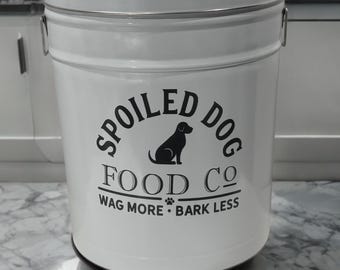 SPOILED DOG
FOOD CO
WAG MORE • BARK LESS